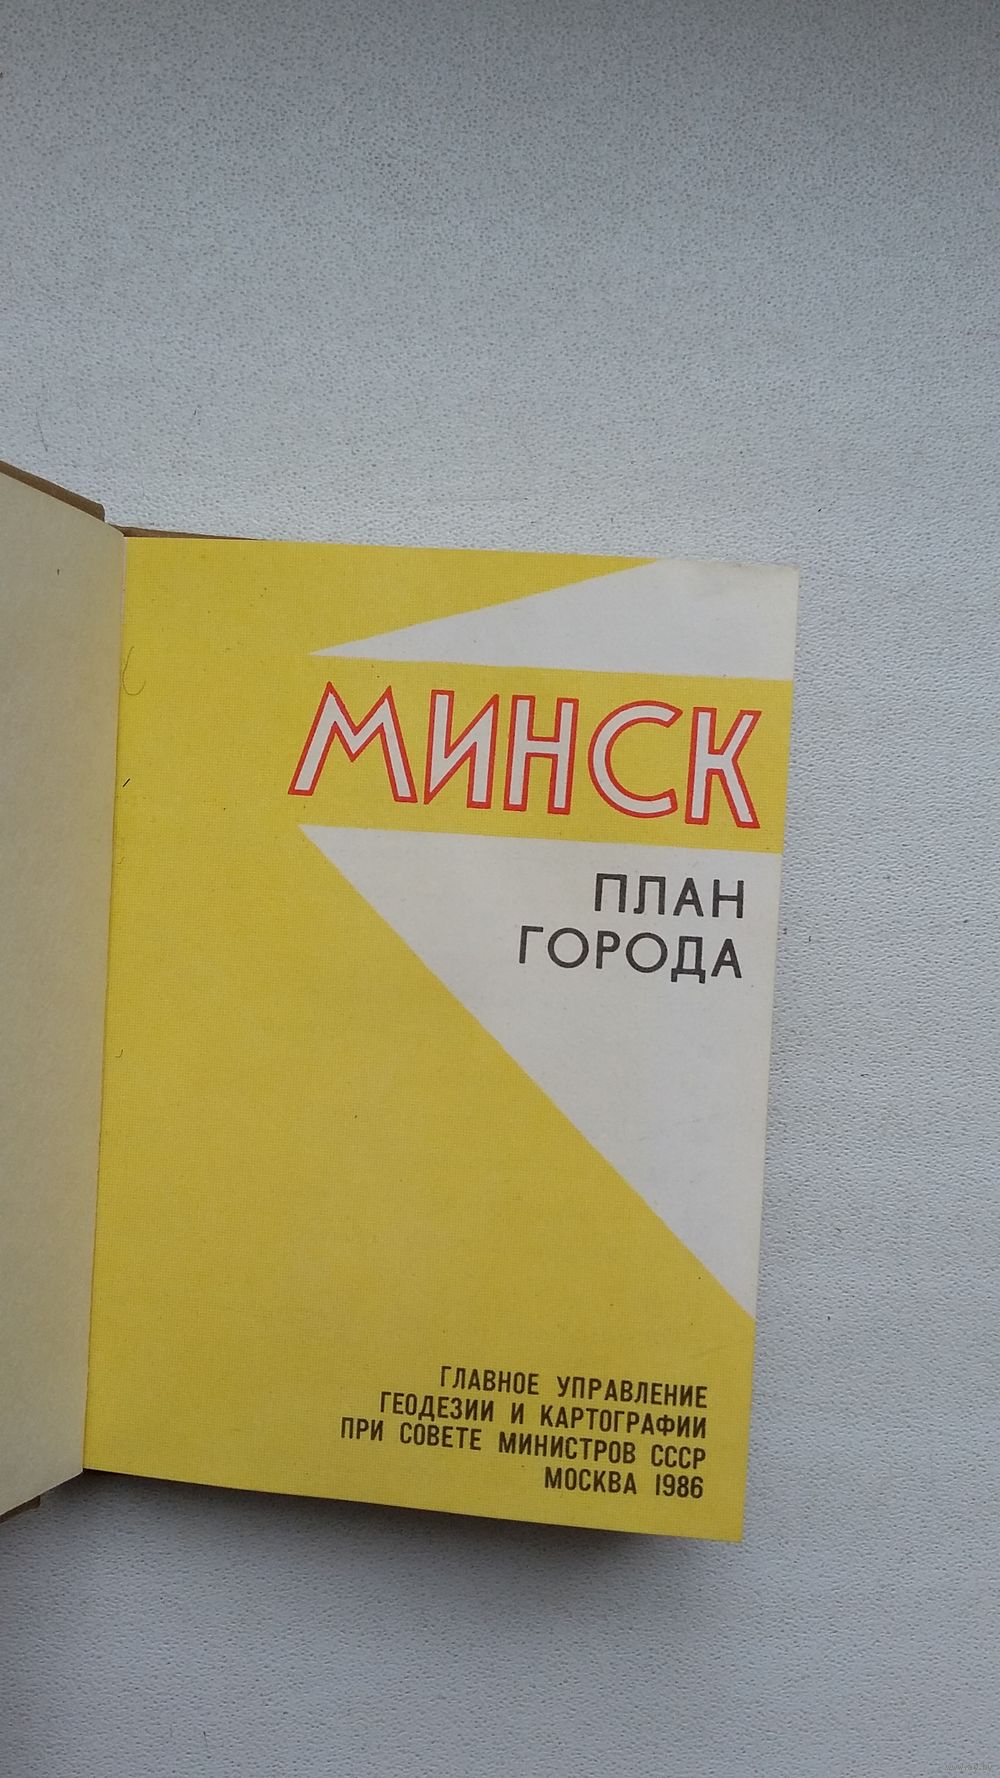 МИНСК
ПЛАН
ГОРОДА
ГЛАВНОЕ УПРАВЛЕНИЕ
ГЕОДЕЗИИ И КАРТОГРАФИИ
ПРИ СОВЕТЕ МИНИСТРОВ СССР
МОСКВА 1986